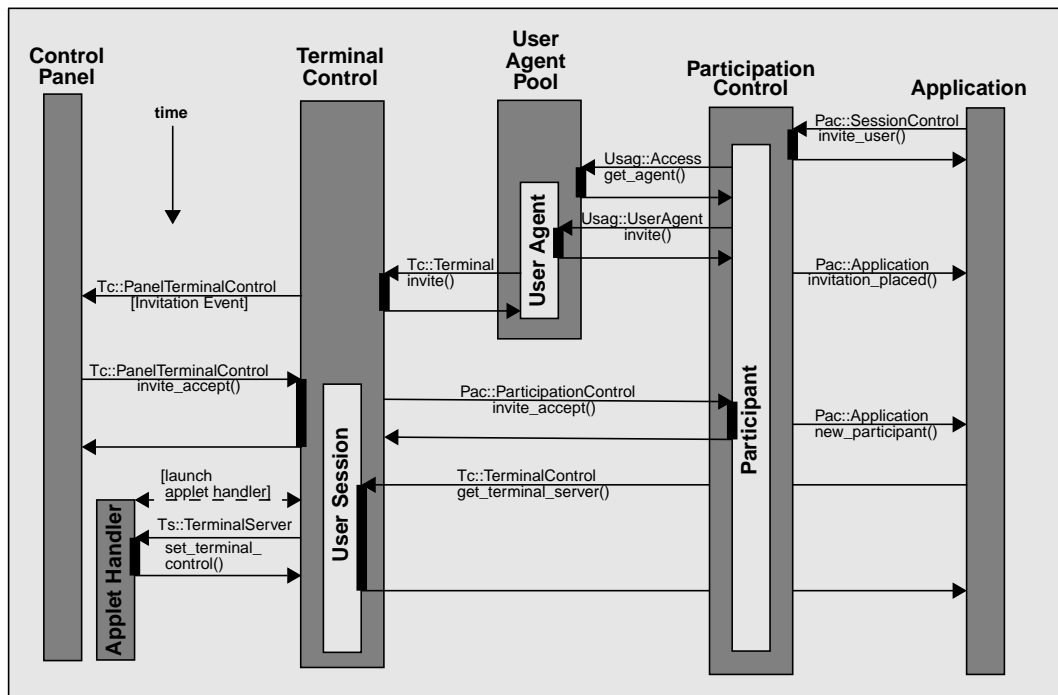 Control
Panel
Terminal
Control
User
Agent
Pool
Participation
Control
Application
time
Pac::SessionControl
invite_user()
Usag::Access
get_agent()
Usag::UserAgent
invite()
User Agent
Tc::Terminal
invite()
Pac::Application
invitation_placed()
Tc::PanelTerminalControl
[Invitation Event]
Tc::PanelTerminalControl
invite_accept()
Pac::ParticipationControl
invite_accept()
Pac::Application
new_participant()
Participant
Tc::TerminalControl
get_terminal_server()
User Session
[launch
applet handler]
Ts::TerminalServer
set_terminal_
control()
Applet Handler